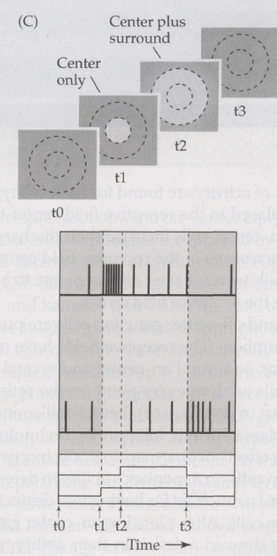 (C)
Center plus
surround
Center
only
t3
t2
t1
t0
t0 t1 t2 t3
Time